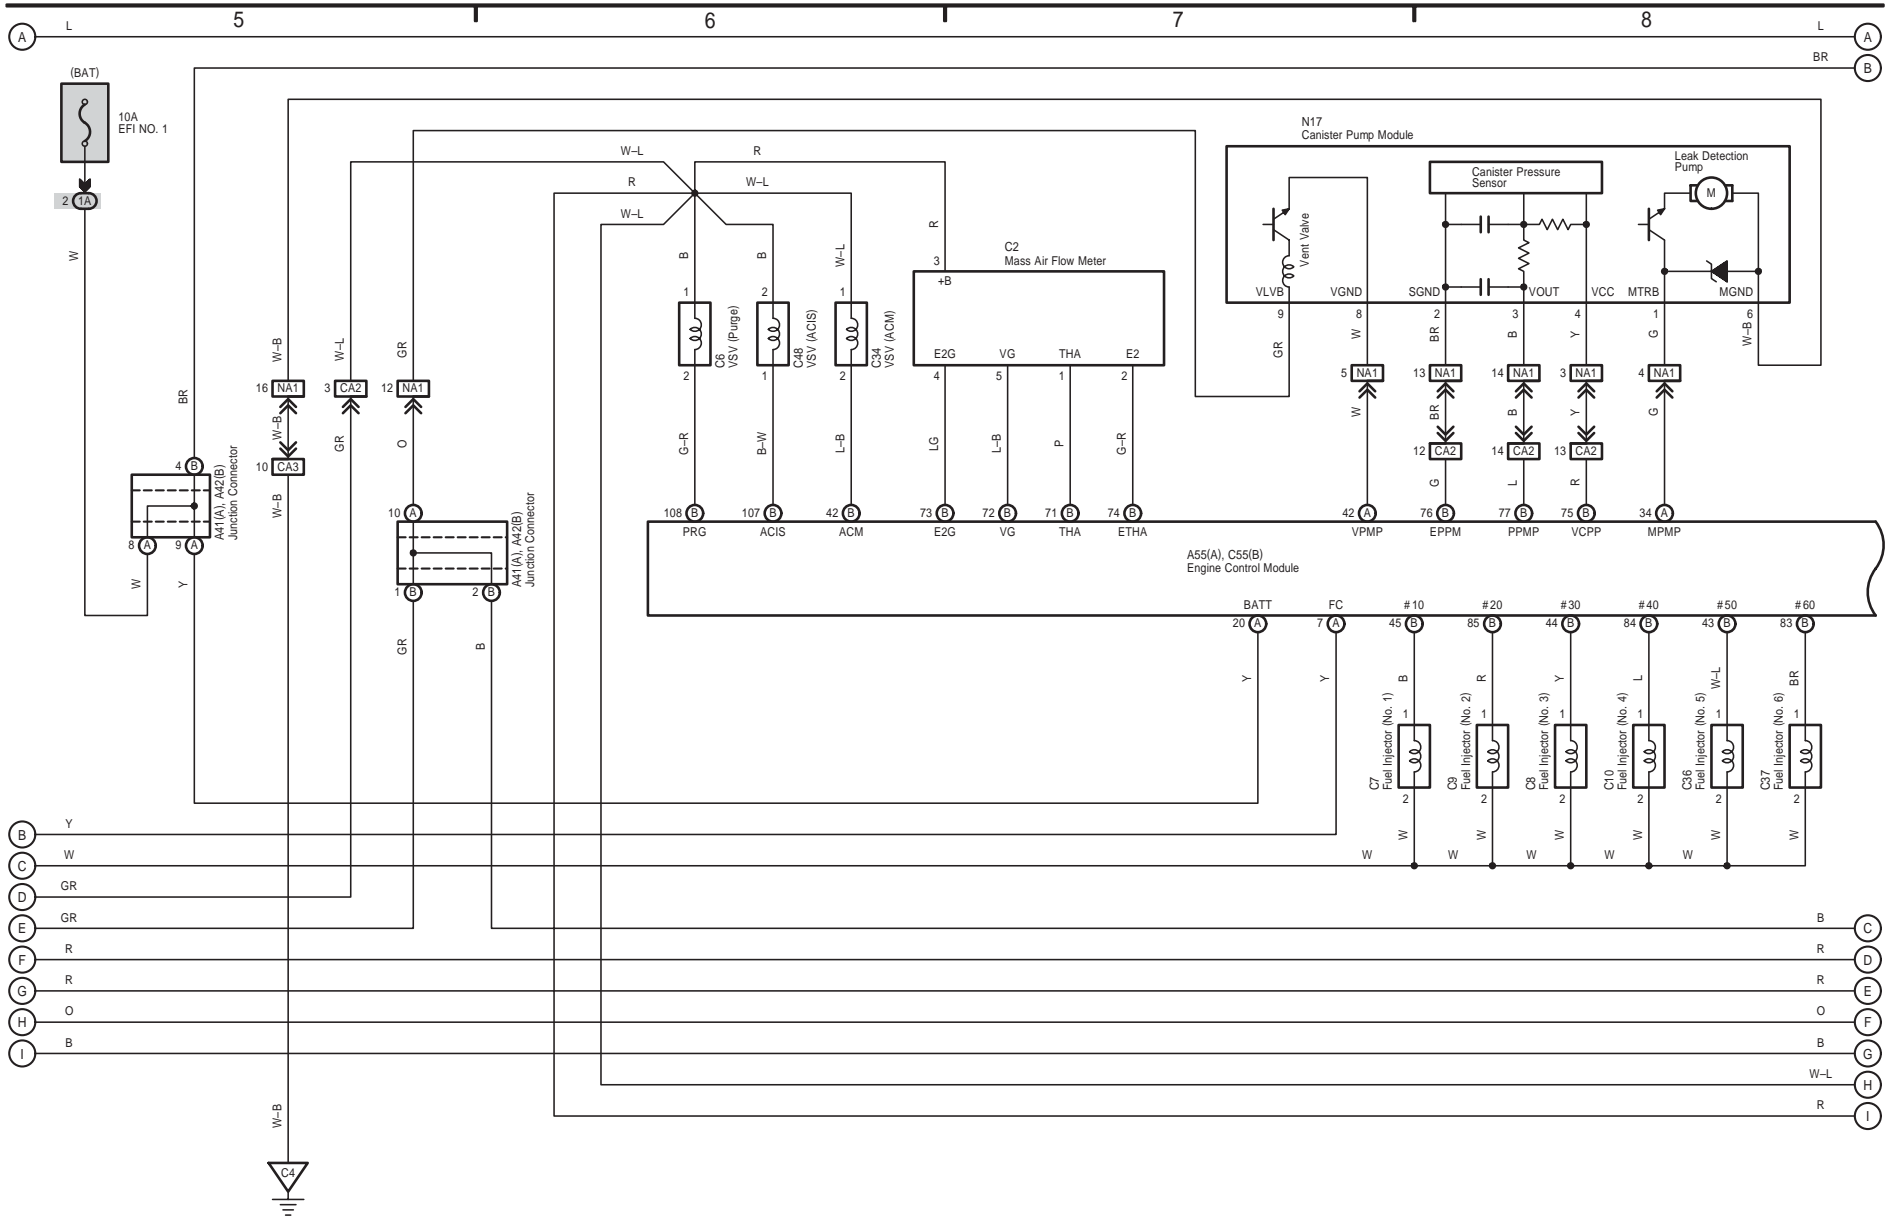 5 6 7 8
A L L A
BR B
(BAT)
10A
EFI NO. 1
2 1A
W
N17
Canister Pump Module
Canister Pressure
Sensor
Leak Detection
Pump
M
Vent Valve
VLVB VGND SGND VOUT VCC MTRB MGND
9 8 2 3 4 1 6
GR W BR B Y G W–B
W–L R
R W–L
W–L
B B W–L R
C2
Mass Air Flow Meter
3
+B
1 2 1
C6
VSV (Purge)
C48
VSV (ACIS)
C34
VSV (ACM)
2 1 2
E2G VG THA E2
4 5 1 2
W–B W–L GR
16 NA1 3 CA2 12 NA1
5 NA1 13 NA1 14 NA1 3 NA1 4 NA1
BR W–B GR O
G–R B–W L–B LG L–B P G–R
W BR B Y G
10 CA3
12 CA2 14 CA2 13 CA2
W–B
G L R
4 B
A41(A), A42(B)
Junction Connector
8 A 9 A
W Y
10 A
A41(A), A42(B)
Junction Connector
1 B 2 B
GR B
108 B 107 B 42 B 73 B 72 B 71 B 74 B 42 A 76 B 77 B 75 B 34 A
PRG ACIS ACM E2G VG THA ETHA VPMP EPPM PPMP VCPP MPMP
A55(A), C55(B)
Engine Control Module
BATT FC #10 #20 #30 #40 #50 #60
20 A 7 A 45 B 85 B 44 B 84 B 43 B 83 B
Y Y B R Y L W–L BR
1 1 1 1 1 1
C7
Fuel Injector (No. 1)
C9
Fuel Injector (No. 2)
C8
Fuel Injector (No. 3)
C10
Fuel Injector (No. 4)
C36
Fuel Injector (No. 5)
C37
Fuel Injector (No. 6)
2 2 2 2 2 2
W W W W W W
B Y
C W W W W W W
D GR
E GR B C
F R R D
G R R E
H O O F
I B B G
W–L H
R I
W–B
C4